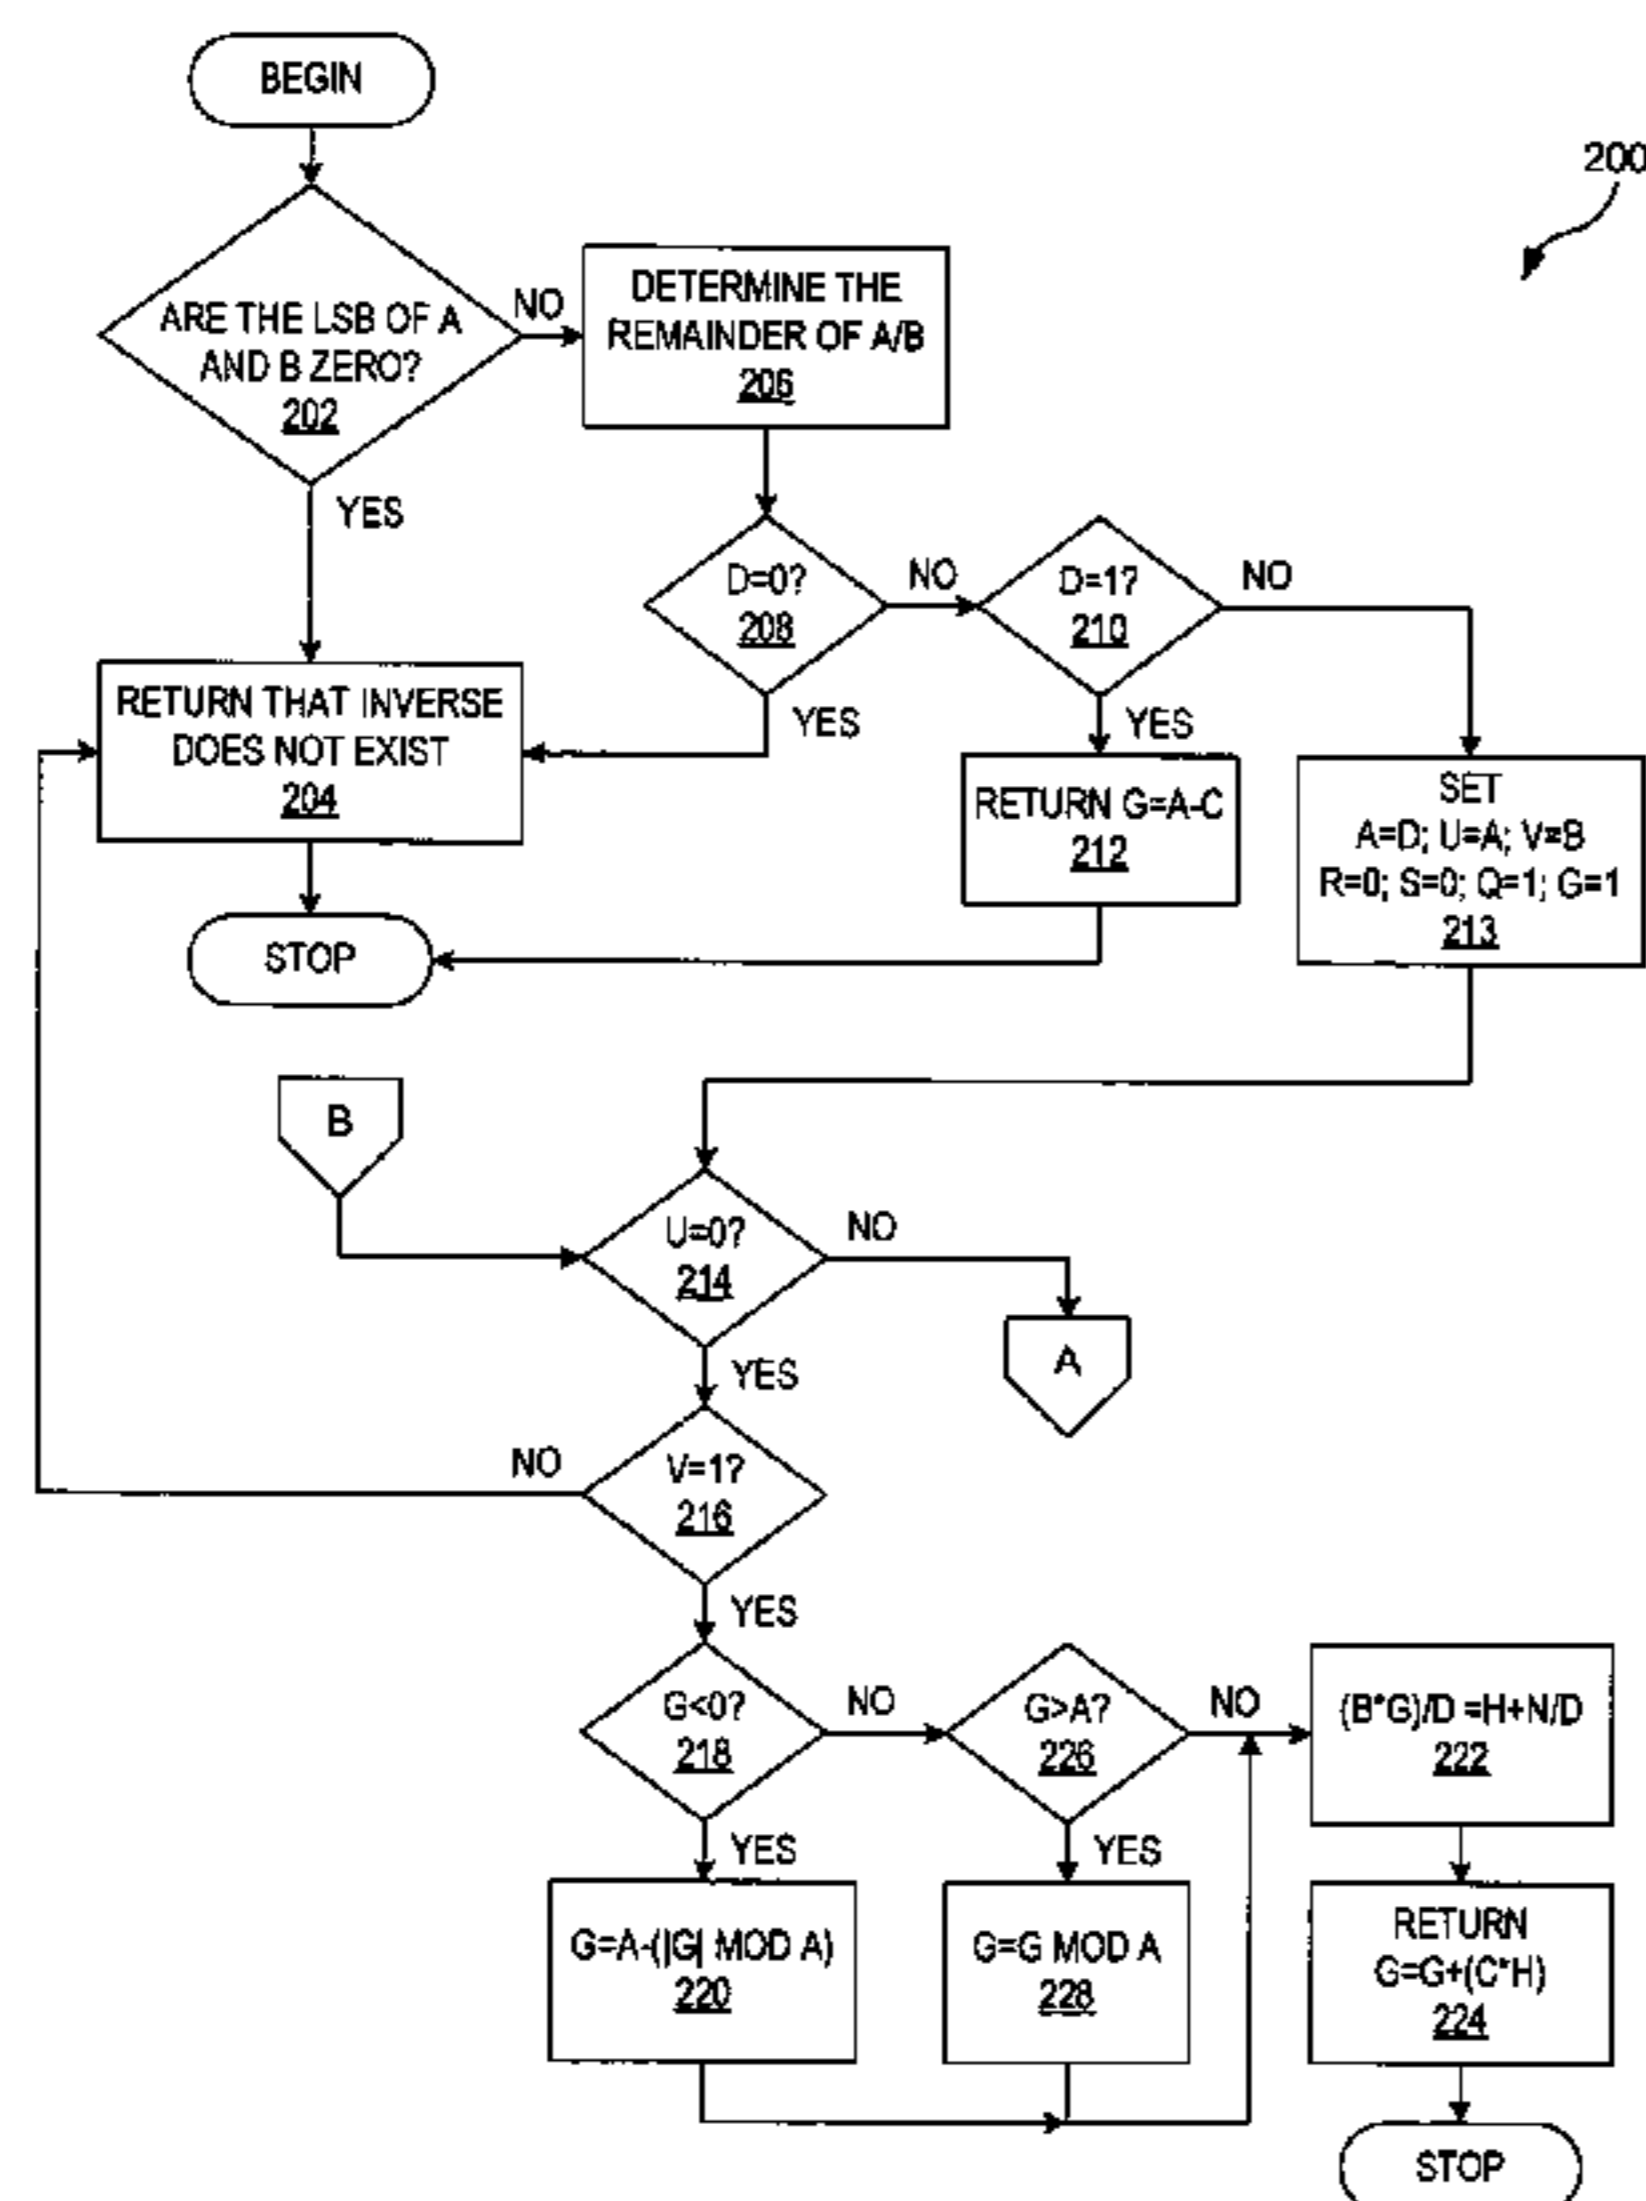 BEGIN
200
ARE THE LSB OF A
AND B ZERO?
202
NO
DETERMINE THE
REMAINDER OF A/B
206
YES
D=0?
208
NO
D=1?
210
NO
YES
YES
RETURN THAT INVERSE
DOES NOT EXIST
204
RETURN G=A-C
212
SET
A=D; U=A; V=B
R=0; S=0; Q=1; G=1
213
STOP
B
U=0?
214
NO
A
YES
NO
V=1?
216
YES
G<0?
218
NO
G>A?
226
NO
(B*G)/D =H+N/D
222
YES
YES
G=A-(|G| MOD A)
220
G=G MOD A
228
RETURN
G=G+(C*H)
224
STOP